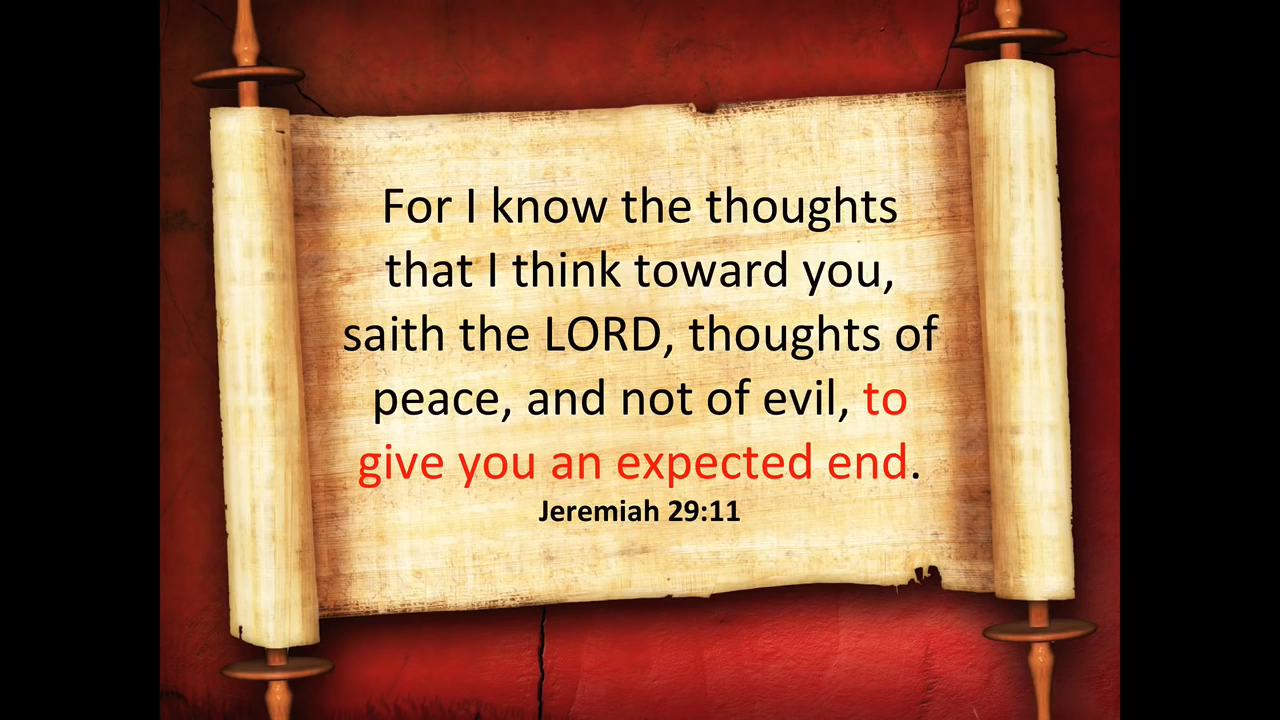 For I know the thoughts
that I think toward you,
saith the LORD, thoughts of
peace, and not of evil, to
give you an expected end.
Jeremiah 29:11